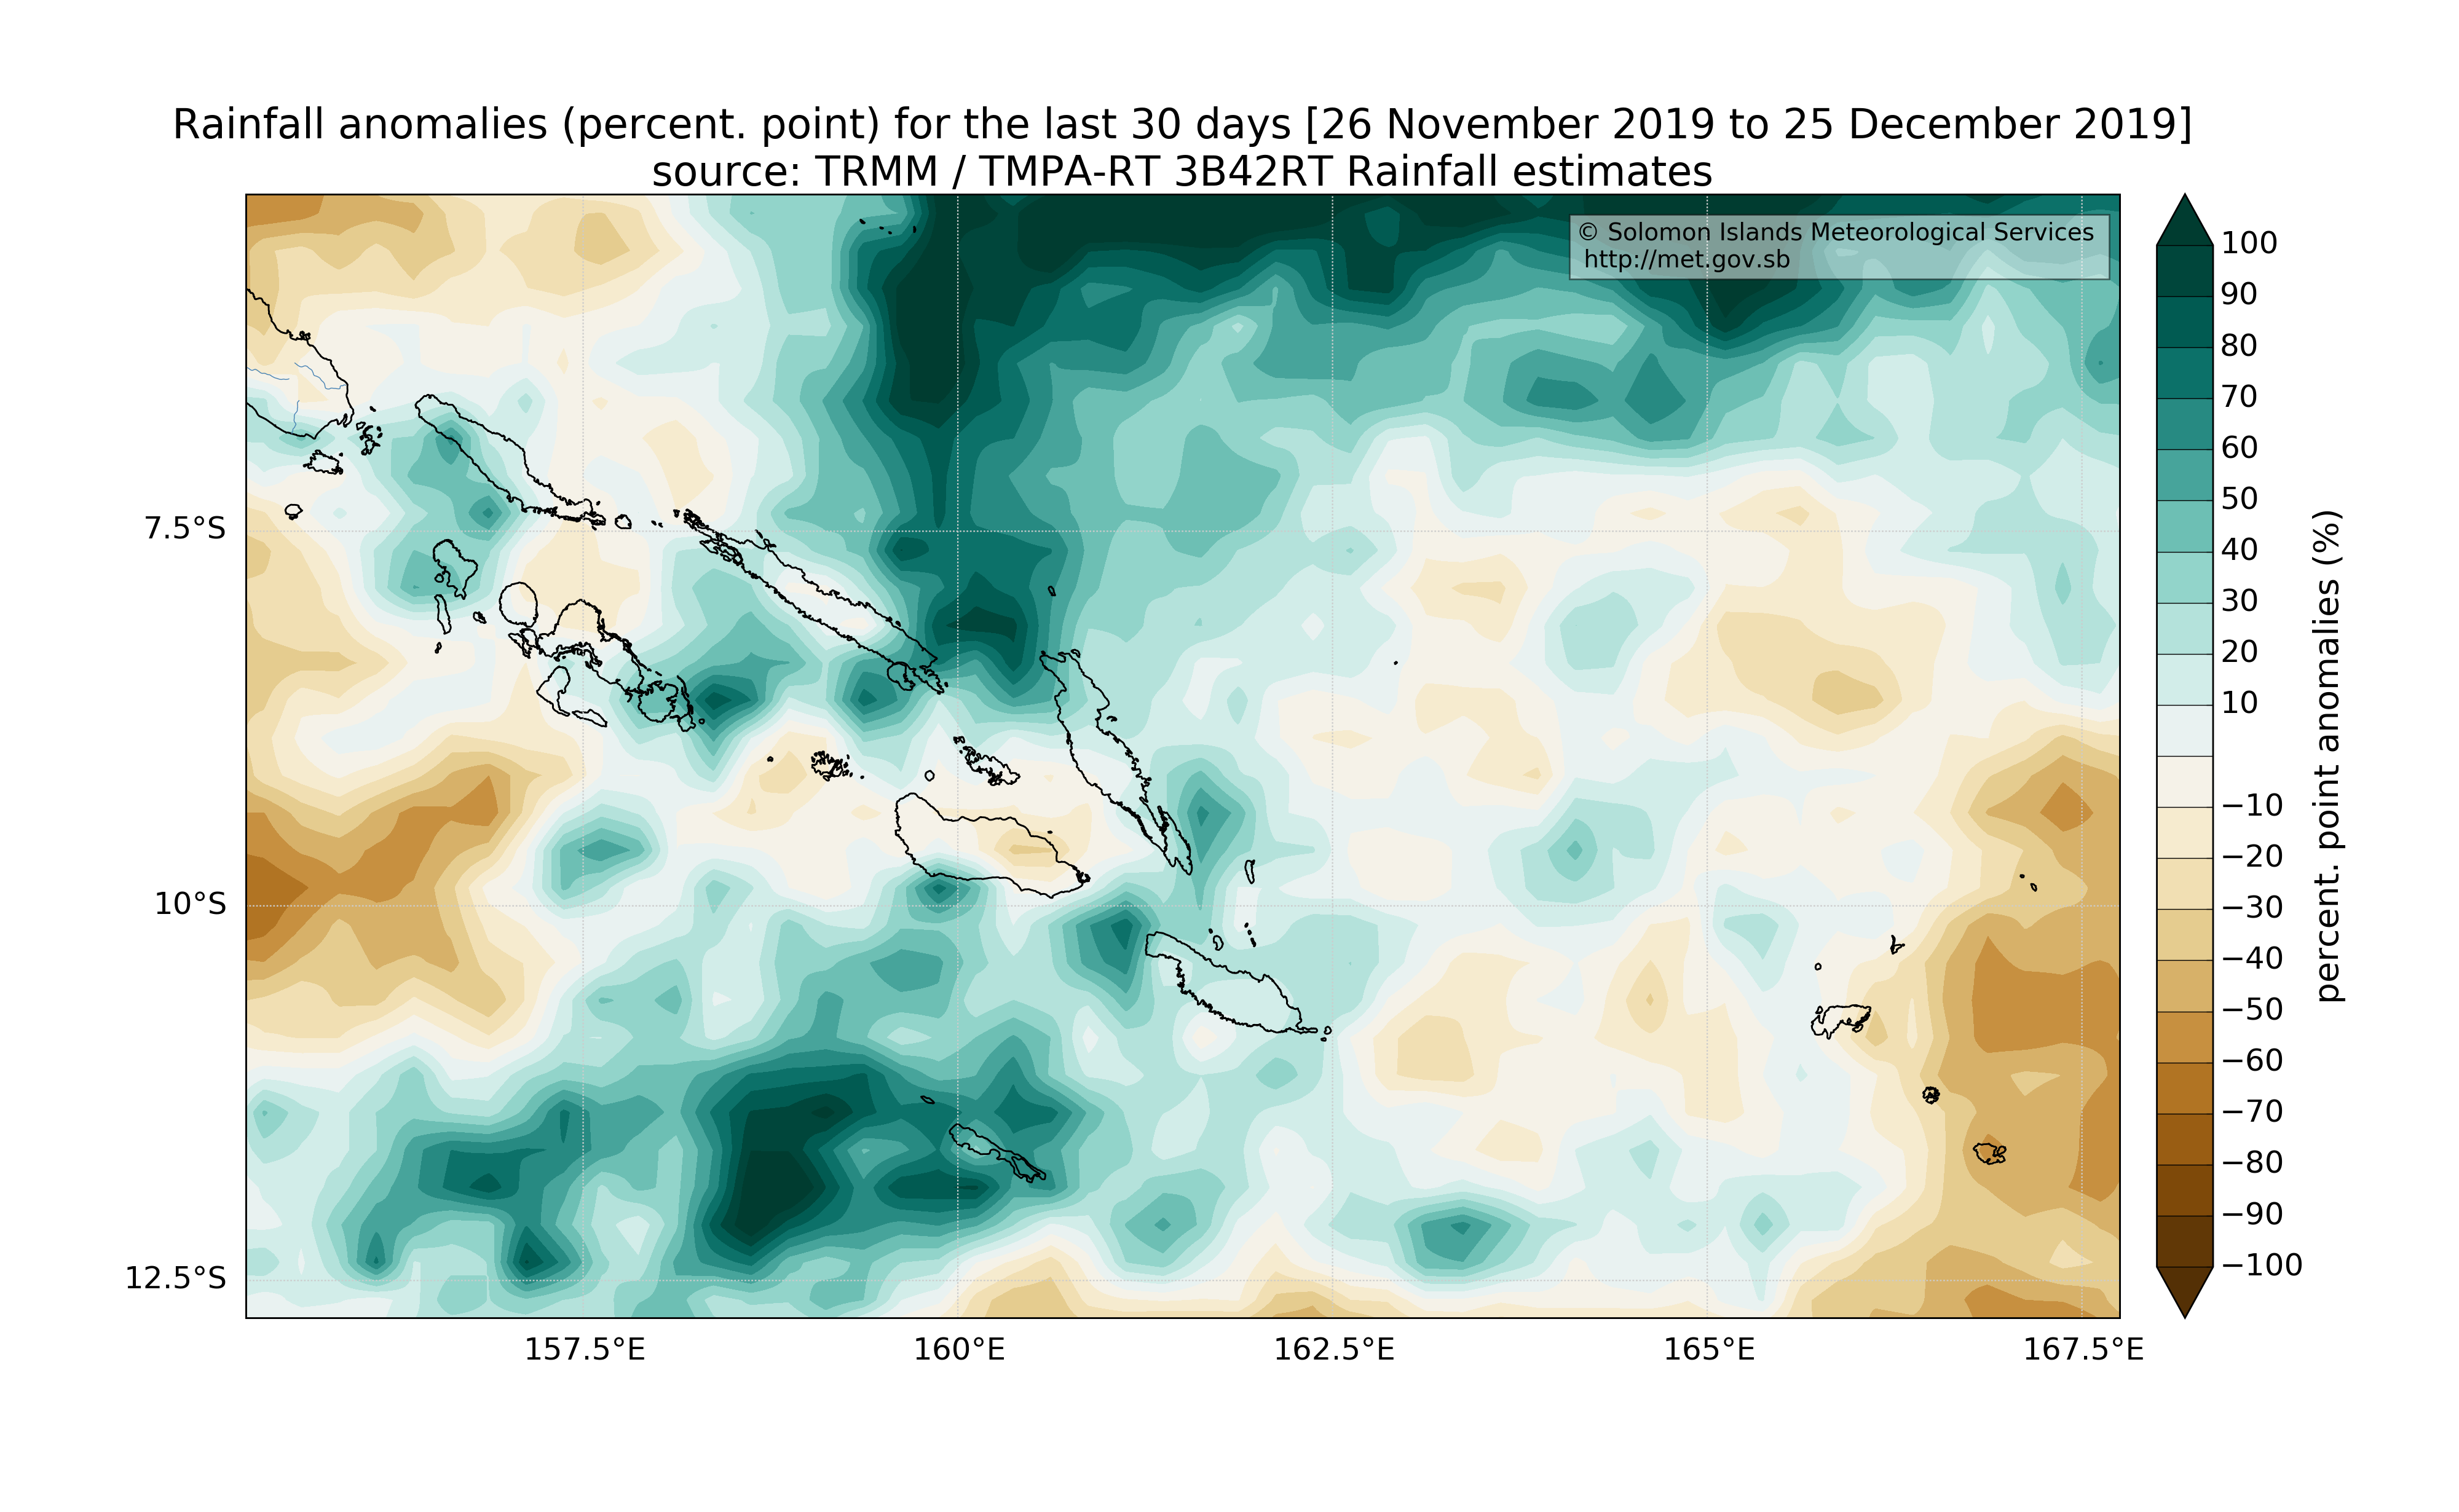 Rainfall anomalies (percent. point) for the last 30 days [26 November 2019 to 25 December 2019]
source: TRMM / TMPA-RT 3B42RT Rainfall estimates
© Solomon Islands Meteorological Services
http://met.gov.sb
7.5°S
10°S
12.5°S
157.5°E
160°E
162.5°E
165°E
167.5°E
100
90
80
70
60
50
40
30
20
10
−10
−20
−30
−40
−50
−60
−70
−80
−90
−100
percent. point anomalies (%)